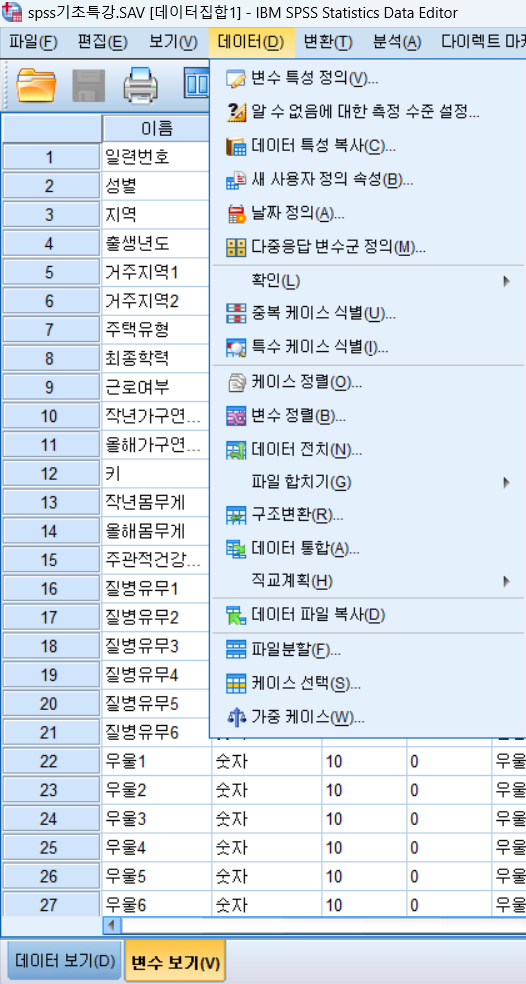 spss기초특강.SAV [데이터집합1] - IBM SPSS Statistics Data Editor
파일(F) 편집(E) 보기(V) 데이터(D) 변환(T) 분석(A) 다이렉트 마케
변수 특성 정의(V)...
알 수 없음에 대한 측정 수준 설정...
데이터 특성 복사(C)...
새 사용자 정의 속성(B)...
날짜 정의(A)...
다중응답 변수군 정의(M)...
확인(L)
중복 케이스 식별(U)...
특수 케이스 식별(I)...
케이스 정렬(O)...
변수 정렬(B)...
데이터 전치(N)...
파일 합치기(G)
구조변환(R)...
데이터 통합(A)...
직교계획(H)
데이터 파일 복사(D)
파일분할(F)...
케이스 선택(S)...
가중 케이스(W)...
이름
1 일련번호
2 성별
3 지역
4 출생년도
5 거주지역1
6 거주지역2
7 주택유형
8 최종학력
9 근로여부
10 작년가구연...
11 올해가구연...
12 키
13 작년몸무게
14 올해몸무게
15 주관적건강...
16 질병유무1
17 질병유무2
18 질병유무3
19 질병유무4
20 질병유무5
21 질병유무6
22 우울1 숫자 10 0 우울
23 우울2 숫자 10 0 우울
24 우울3 숫자 10 0 우울
25 우울4 숫자 10 0 우울
26 우울5 숫자 10 0 우울
27 우울6 숫자 10 0 우울
데이터 보기(D) 변수 보기(V)